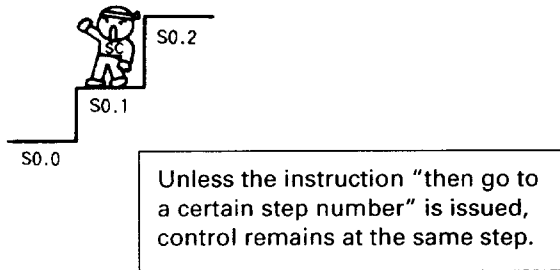 S0.2
SC
S0.1
S0.0
Unless the instruction "then go to
a certain step number" is issued,
control remains at the same step.